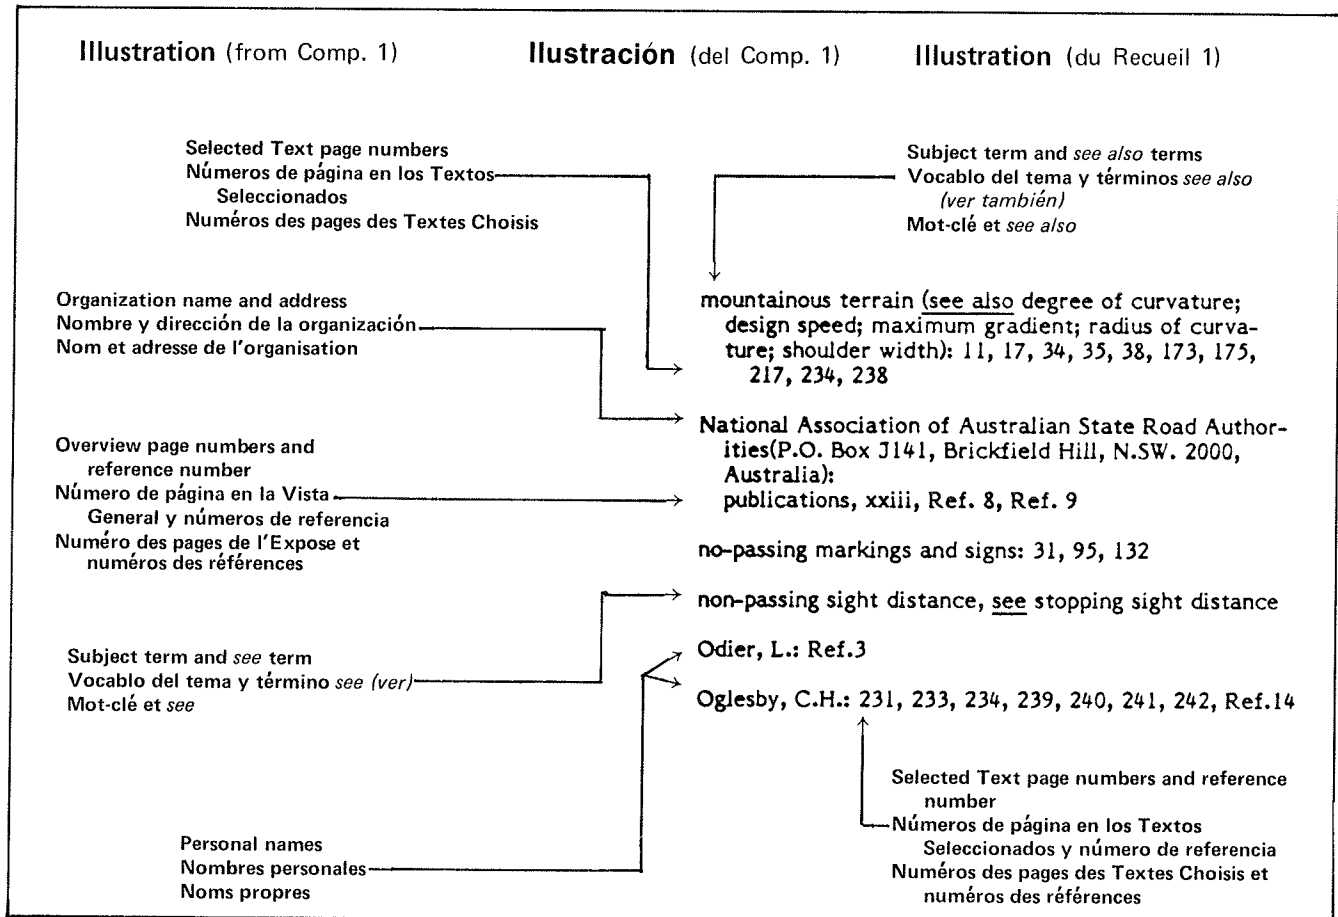 Illustration (from Comp. 1)
Ilustración (del Comp. 1)
Illustration (du Recueil 1)
Selected Text page numbers
Números de página en los Textos
Seleccionados
Numéros des pages des Textes Choisis
Subject term and see also terms
Vocablo del tema y términos see also
(ver también)
Mot-clé et see also
Organization name and address
Nombre y dirección de la organización
Nom et adresse de l'organisation
mountainous terrain (see also degree of curvature;
design speed; maximum gradient; radius of curva-
ture; shoulder width): 11, 17, 34, 35, 38, 173, 175,
217, 234, 238
National Association of Australian State Road Author-
ities(P.O. Box J141, Brickfield Hill, N.SW. 2000,
Australia):
publications, xxiii, Ref. 8, Ref. 9
Overview page numbers and
reference number
Número de página en la Vista
General y números de referencia
Numéro des pages de l'Expose et
numéros des références
no-passing markings and signs: 31, 95, 132
non-passing sight distance, see stopping sight distance
Subject term and see term
Vocablo del tema y término see (ver)
Mot-clé et see
Odier, L.: Ref.3
Oglesby, C.H.: 231, 233, 234, 239, 240, 241, 242, Ref.14
Personal names
Nombres personales
Noms propres
Selected Text page numbers and reference
number
Números de página en los Textos
Seleccionados y número de referencia
Numéros des pages des Textes Choisis et
numéros des références